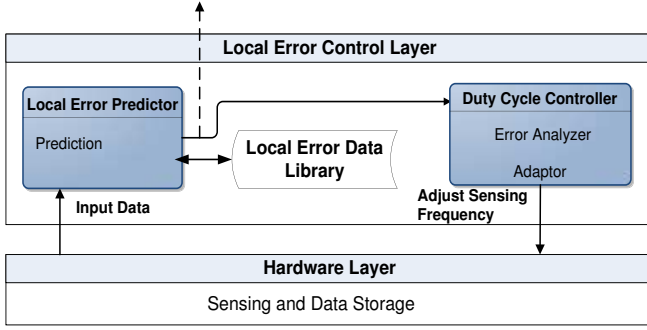 Local Error Control Layer
Local Error Predictor
Prediction
Local Error Data
Library
Duty Cycle Controller
Error Analyzer
Adaptor
Input Data
Adjust Sensing
Frequency
Hardware Layer
Sensing and Data Storage